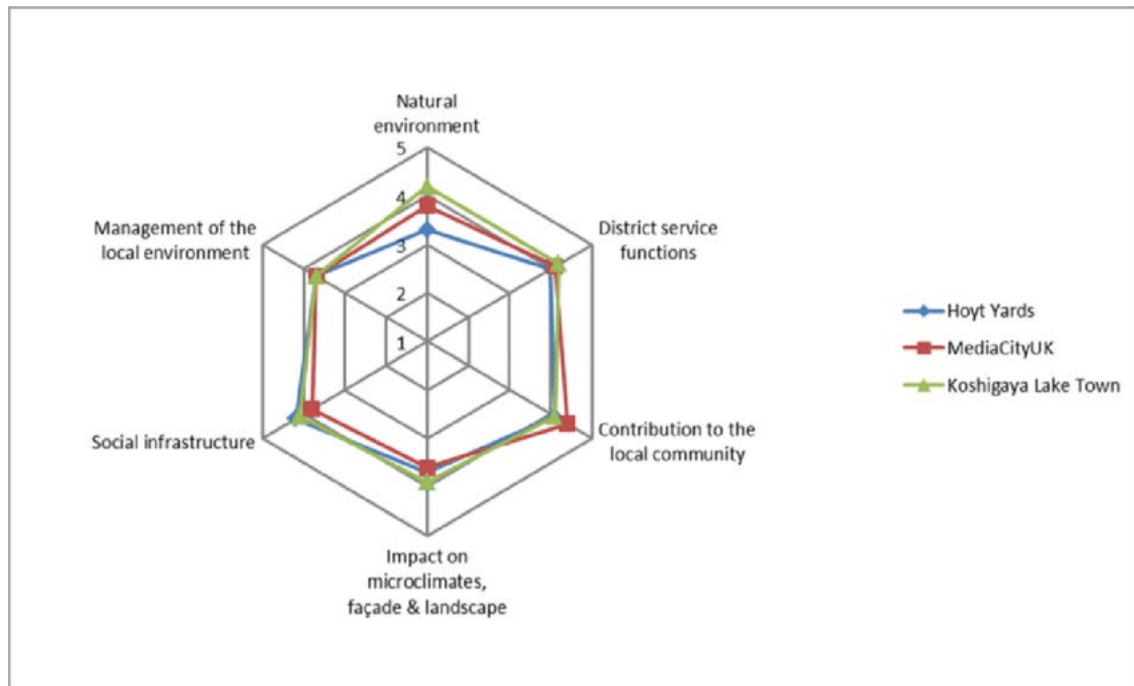 Natural
environment
5
4
3
2
1
Management of the
local environment
District service
functions
Hoyt Yards
MediaCityUK
Koshigaya Lake Town
Social infrastructure
Contribution to the
local community
Impact on
microclimates,
façade & landscape